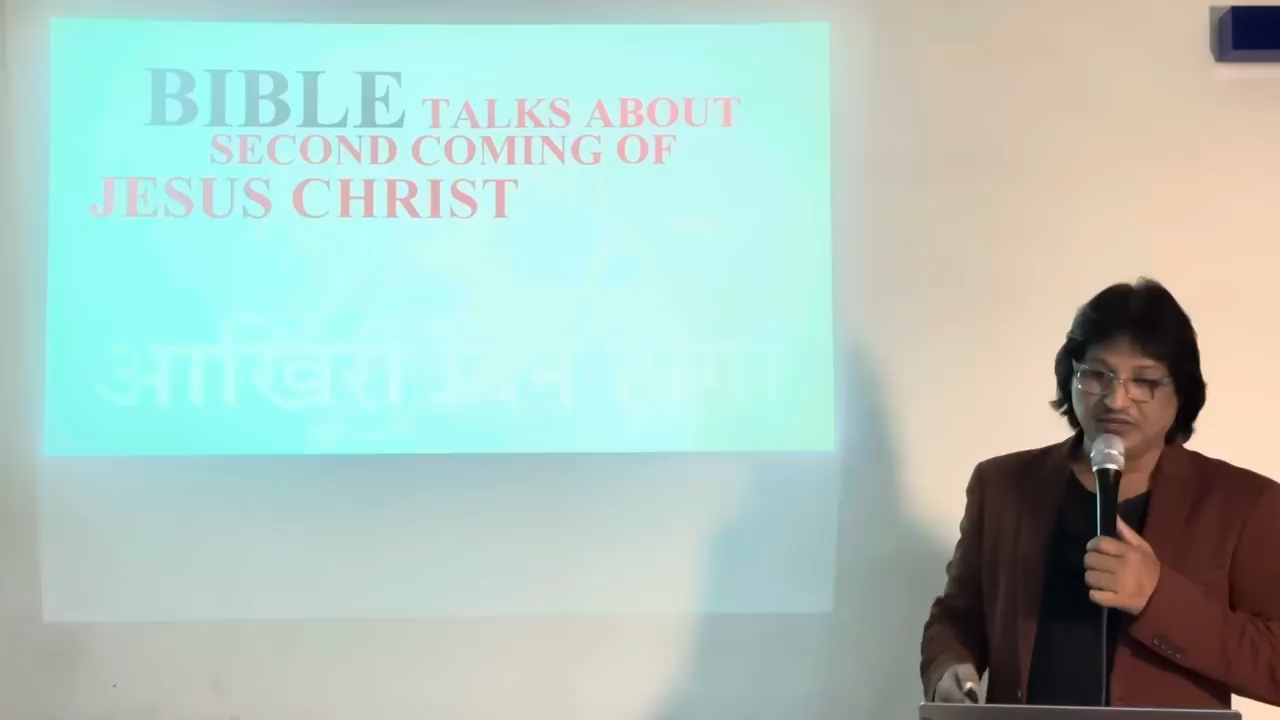 BIBLE TALKS ABOUT
SECOND COMING OF
JESUS CHRIST
आखिरी दिन